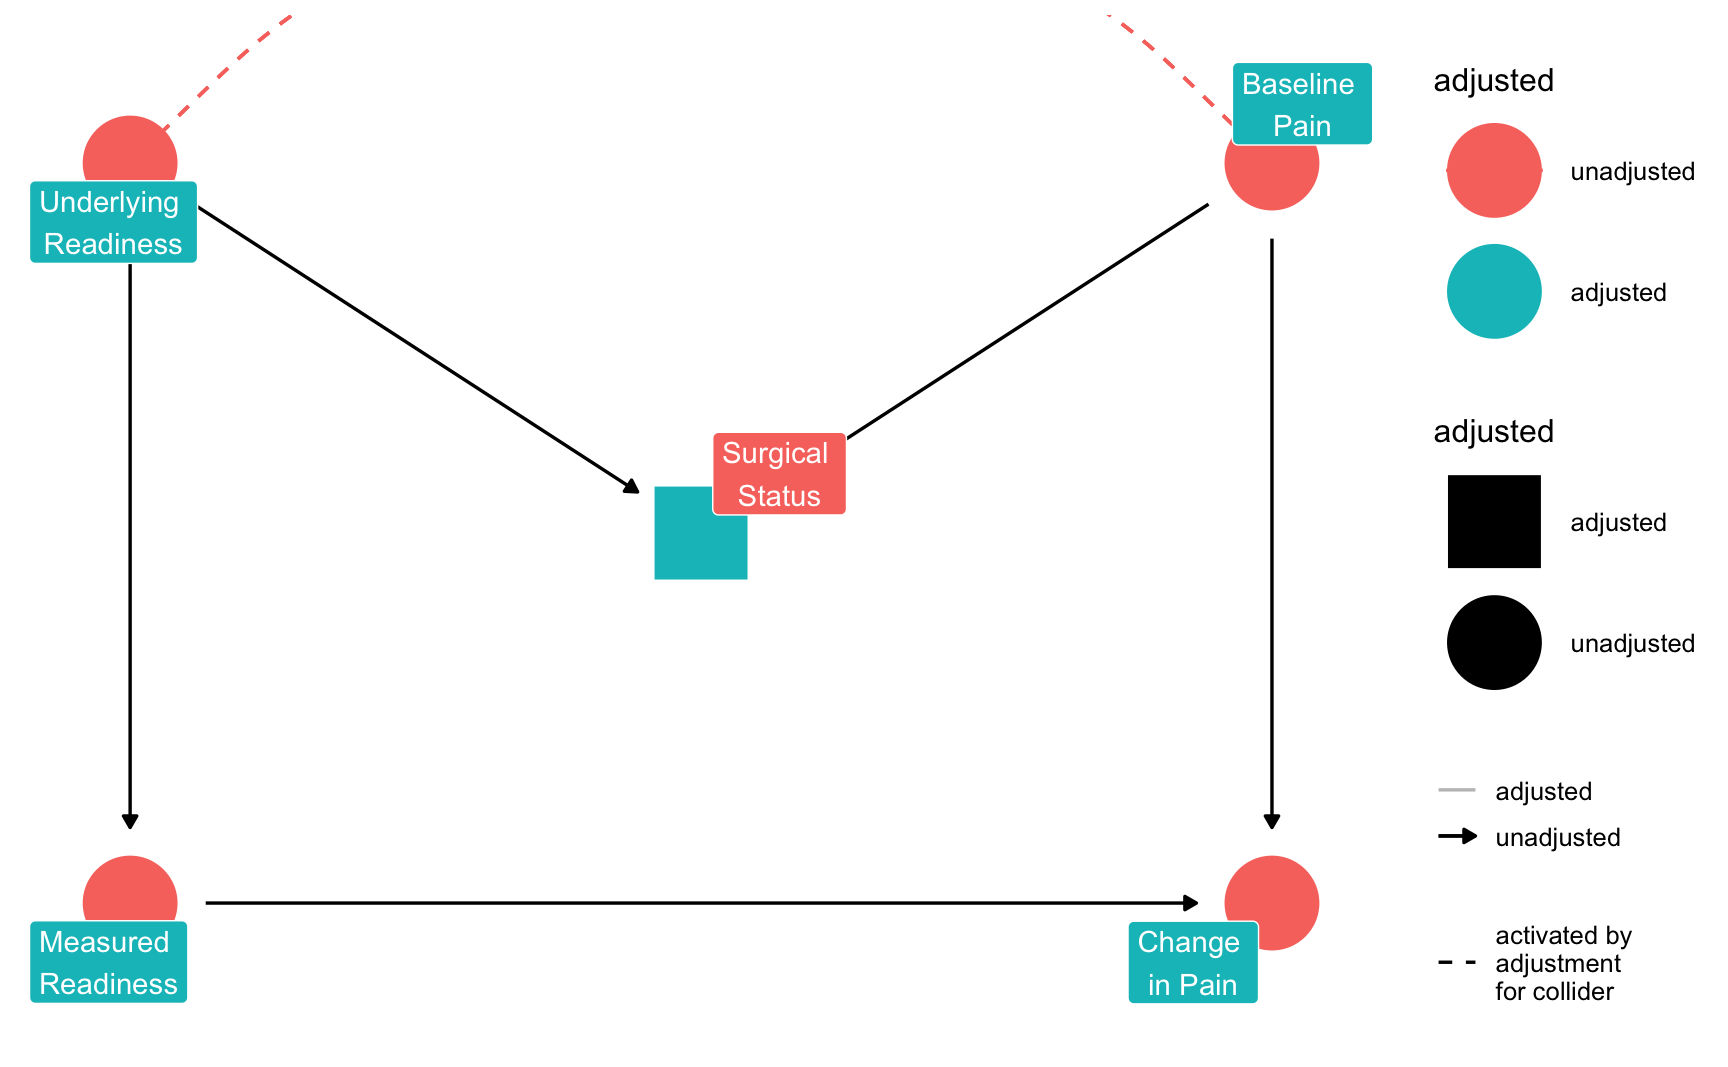 Underlying
Readiness
Baseline
Pain
Surgical
Status
Measured
Readiness
Change
in Pain
adjusted
unadjusted
adjusted
adjusted
adjusted
unadjusted
adjusted
unadjusted
activated by
adjustment
for collider